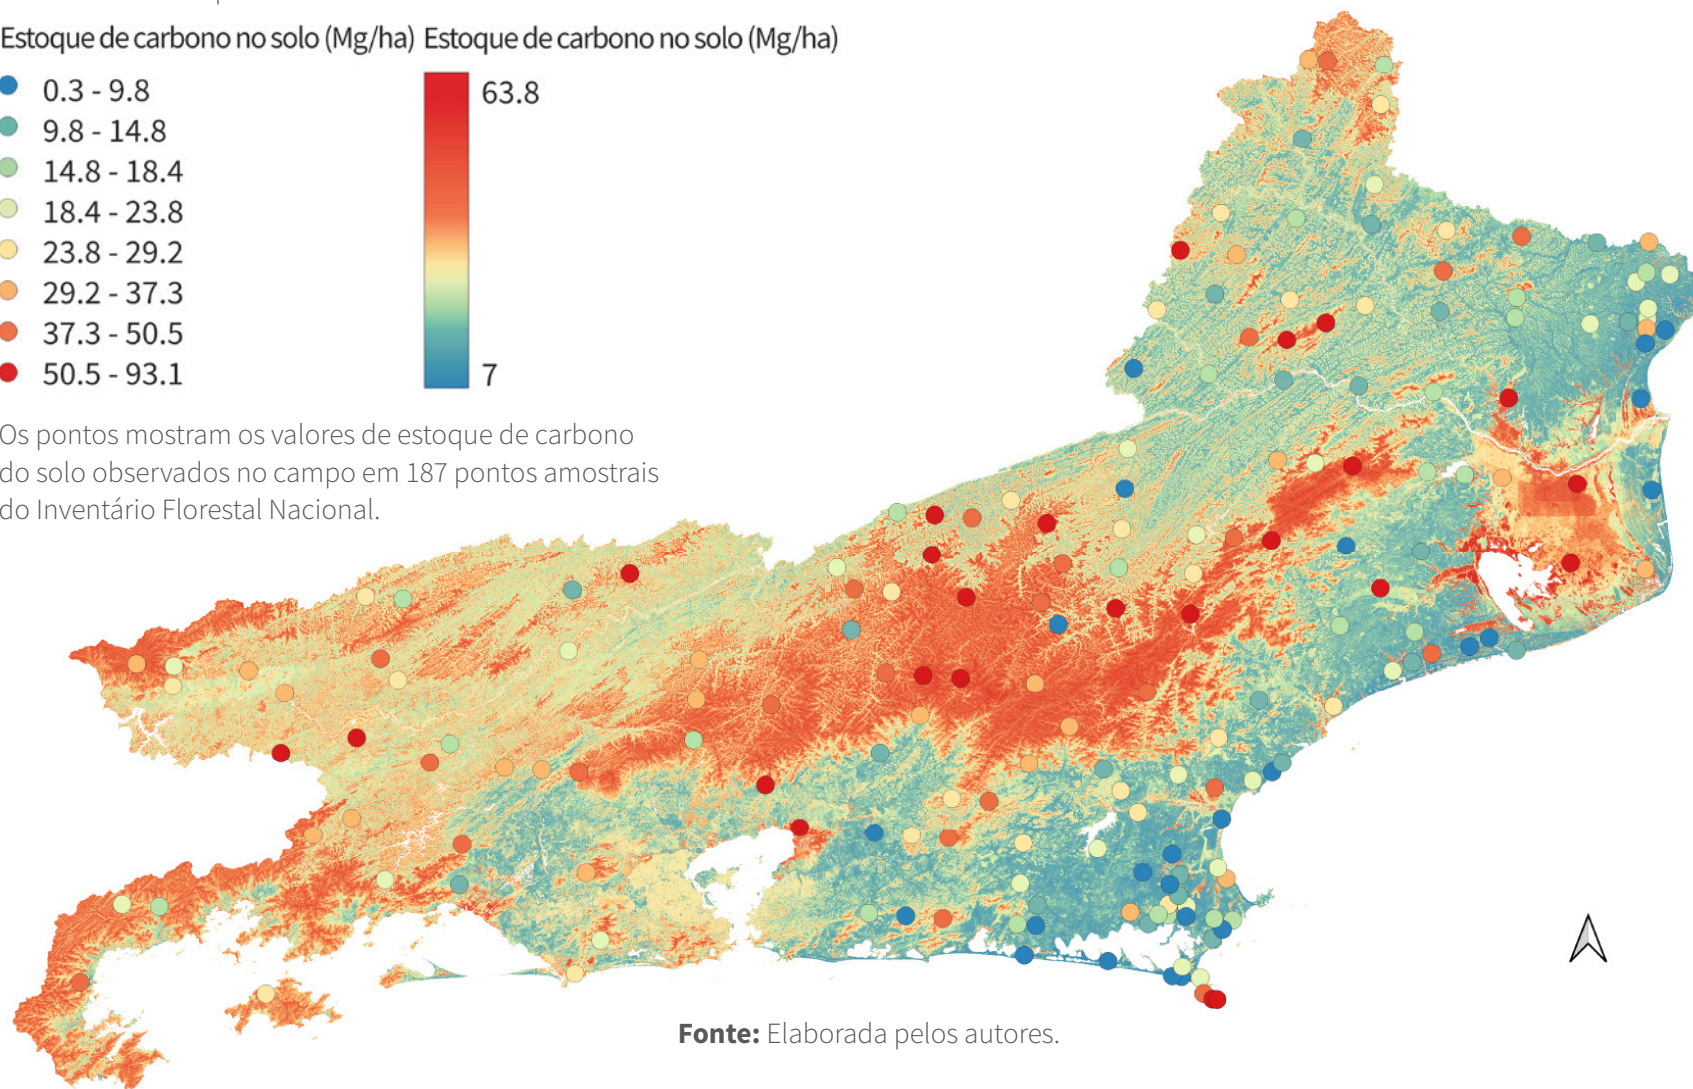 Estoque de carbono no solo (Mg/ha) Estoque de carbono no solo (Mg/ha)
0.3 - 9.8
9.8 - 14.8
14.8 - 18.4
18.4 - 23.8
23.8 - 29.2
29.2 - 37.3
37.3 - 50.5
50.5 - 93.1
63.8
7
Os pontos mostram os valores de estoque de carbono
do solo observados no campo em 187 pontos amostrais
do Inventário Florestal Nacional.
Fonte: Elaborada pelos autores.